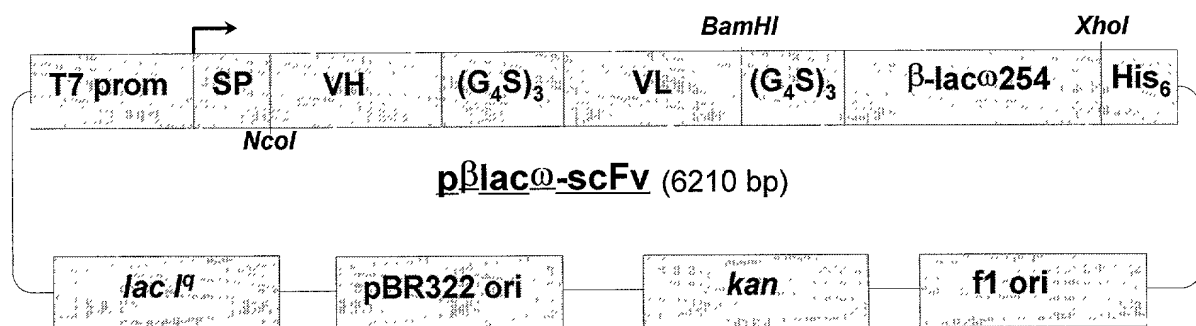 BamHI
XhoI
T7 prom SP VH (G₄S)₃ VL (G₄S)₃ β-lacω254 His₆
NcoI
pβlacω-scFv (6210 bp)
lac Iq pBR322 ori kan f1 ori